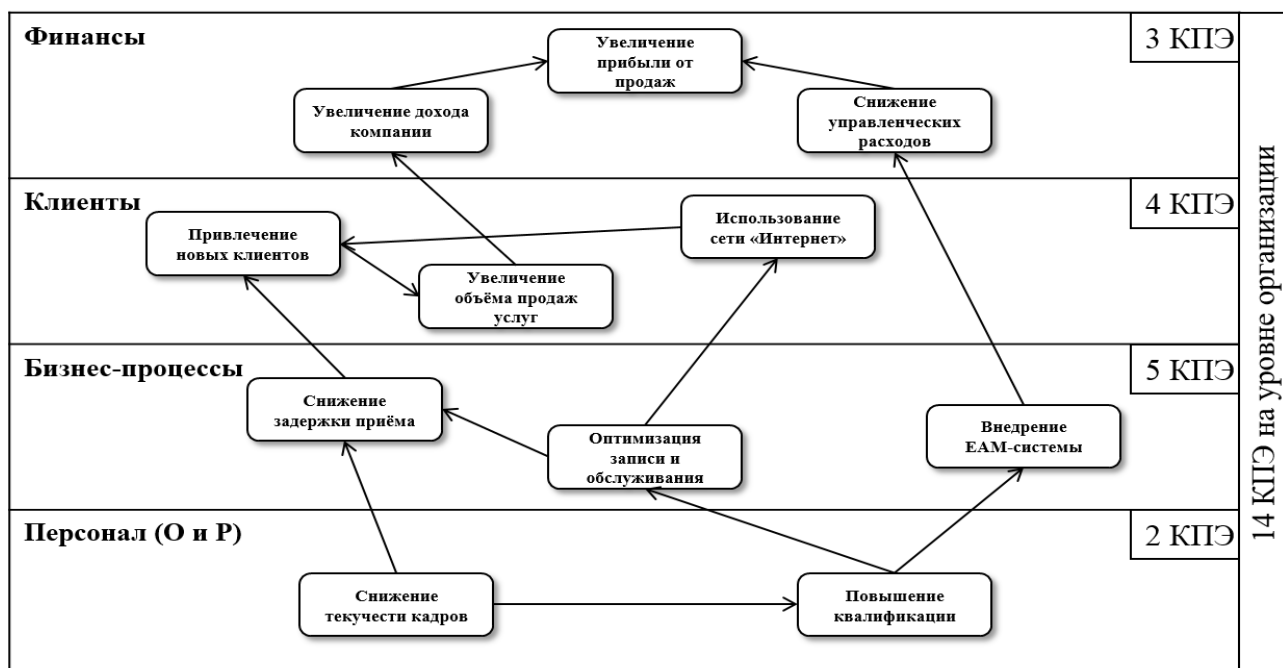 Финансы
3 КПЭ
Увеличение
прибыли от
продаж
Увеличение дохода
компании
Снижение
управленческих
расходов
Клиенты
4 КПЭ
Привлечение
новых клиентов
Использование
сети «Интернет»
Увеличение
объёма продаж
услуг
Бизнес-процессы
5 КПЭ
Снижение
задержки приёма
Оптимизация
записи и
обслуживания
Внедрение
EAM-системы
Персонал (О и Р)
2 КПЭ
Снижение
текучести кадров
Повышение
квалификации
14 КПЭ на уровне организации